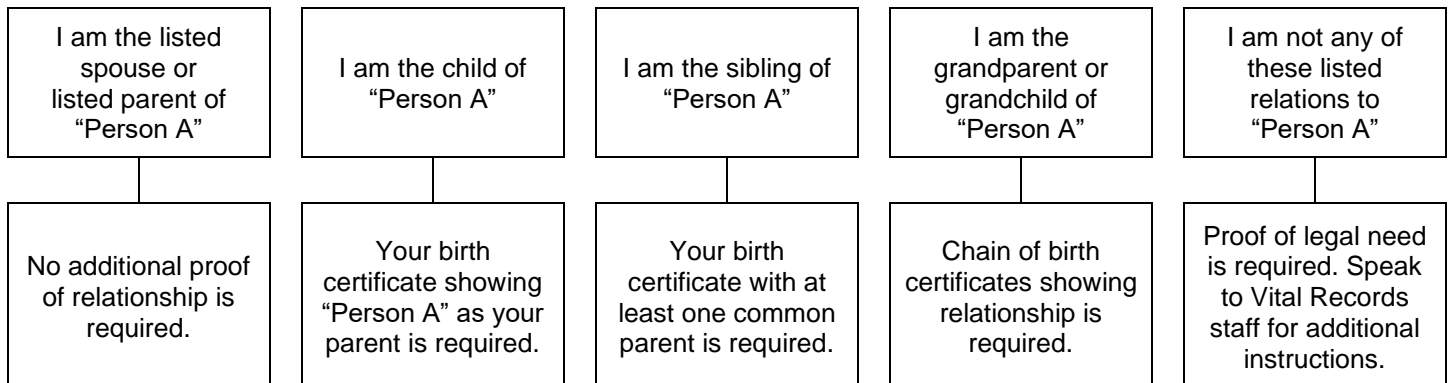 I am the listed
spouse or
listed parent of
“Person A”
I am the child of
“Person A”
I am the sibling of
“Person A”
I am the
grandparent or
grandchild of
“Person A”
I am not any of
these listed
relations to
“Person A”
No additional proof
of relationship is
required.
Your birth
certificate showing
“Person A” as your
parent is required.
Your birth
certificate with at
least one common
parent is required.
Chain of birth
certificates showing
relationship is
required.
Proof of legal need
is required. Speak
to Vital Records
staff for additional
instructions.